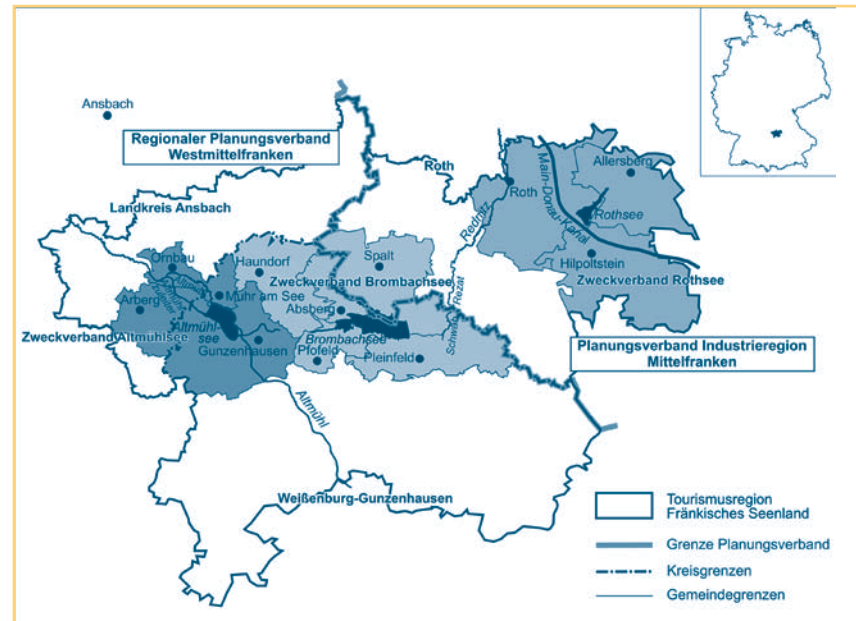 Ansbach
Regionaler Planungsverband
Westmittelfranken
Roth
Allersberg
Roth
Main-Donau-Kanal
Landkreis Ansbach
Rednitz
Rothsee
Ornbau
Haundorf
Spalt
Hilpoltstein
Zweckverband Brombachsee
Zweckverband Rothsee
Muhr am See
Arberg
Absberg
Schwäb. Rezat
Altmühl-
see
Zweckverband Altmühlsee
Brombachsee
Gunzenhausen
Pfofeld
Pleinfeld
Planungsverband Industrieregion
Mittelfranken
Altmühl
Weißenburg-Gunzenhausen
Tourismusregion
Fränkisches Seenland
Grenze Planungsverband
Kreisgrenzen
Gemeindegrenzen